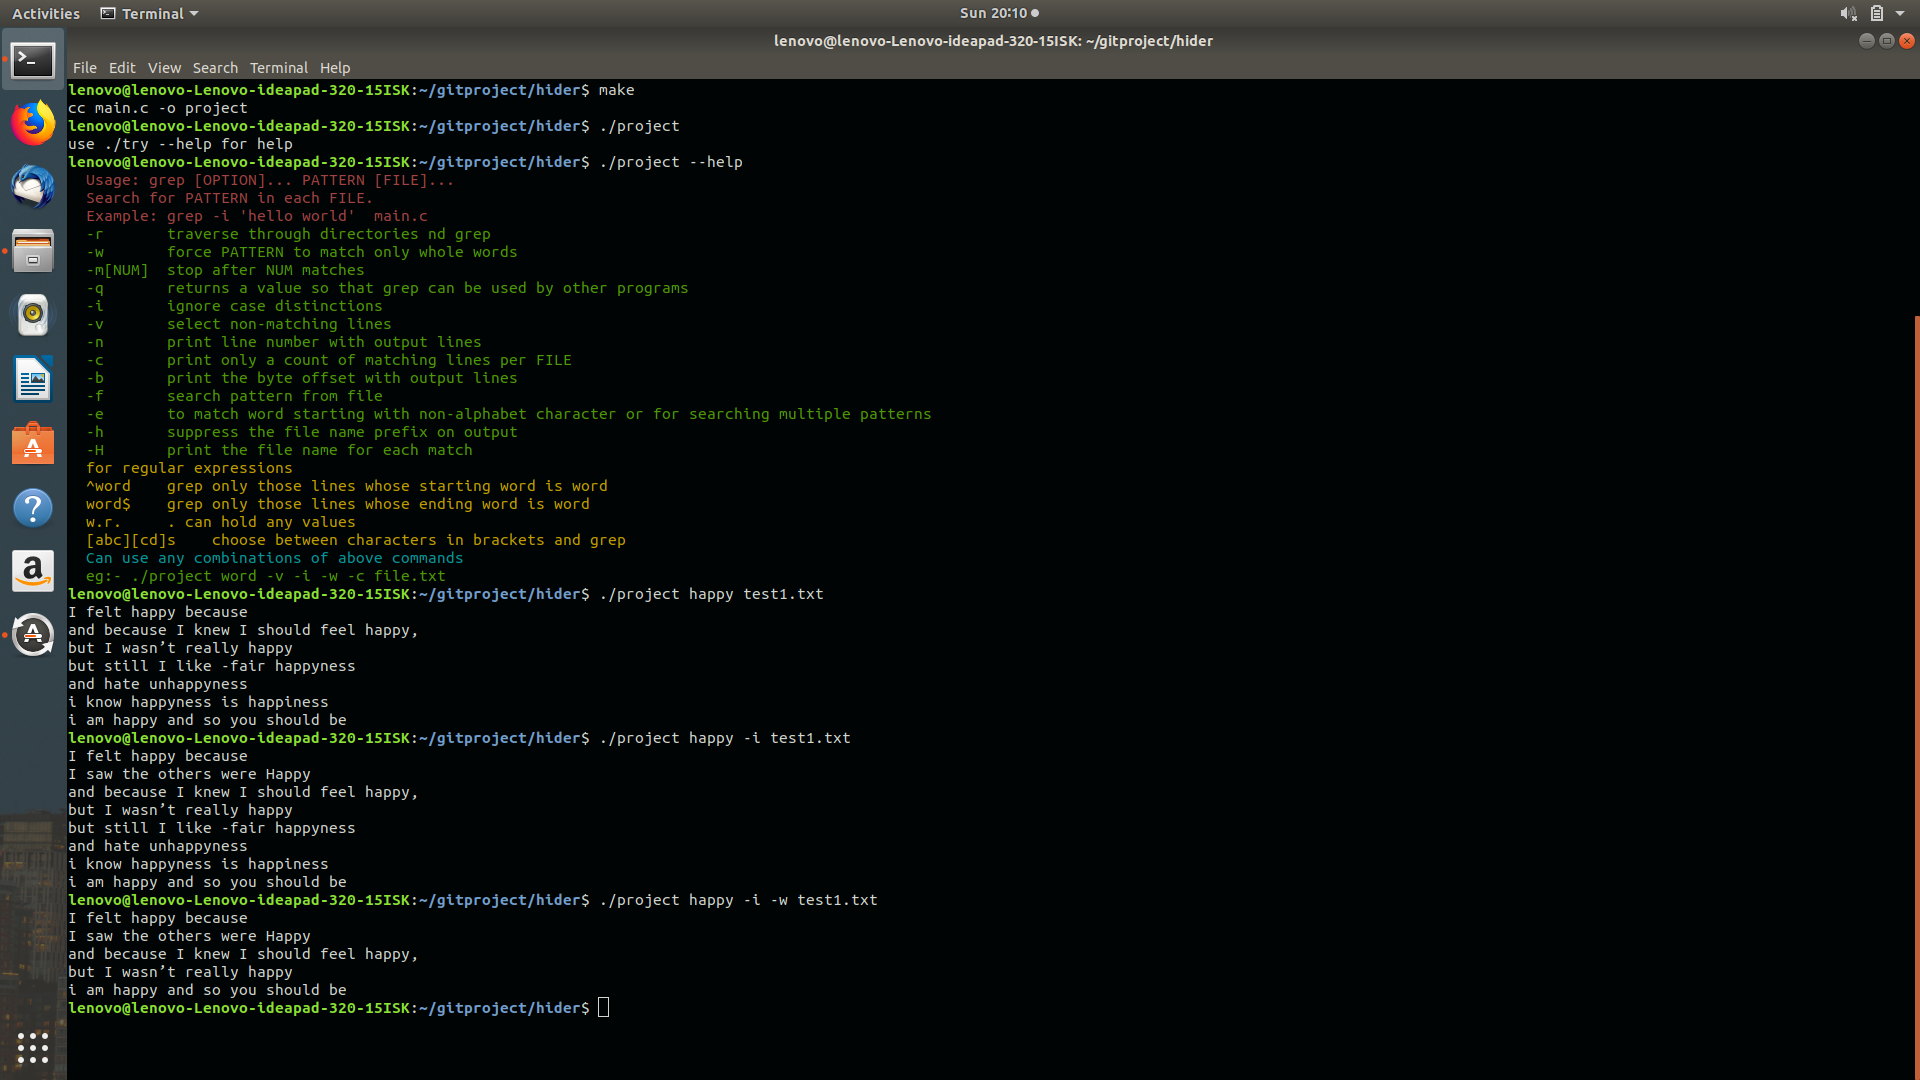 Activities Terminal Sun 20:10
lenovo@lenovo-Lenovo-ideapad-320-15ISK: ~/gitproject/hider
File Edit View Search Terminal Help
lenovo@lenovo-Lenovo-ideapad-320-15ISK:~/gitproject/hider$ make
cc main.c -o project
lenovo@lenovo-Lenovo-ideapad-320-15ISK:~/gitproject/hider$ ./project
use ./try --help for help
lenovo@lenovo-Lenovo-ideapad-320-15ISK:~/gitproject/hider$ ./project --help
  Usage: grep [OPTION]... PATTERN [FILE]...
  Search for PATTERN in each FILE.
  Example: grep -i 'hello world'  main.c
  -r       traverse through directories nd grep
  -w       force PATTERN to match only whole words
  -m[NUM]  stop after NUM matches
  -q       returns a value so that grep can be used by other programs
  -i       ignore case distinctions
  -v       select non-matching lines
  -n       print line number with output lines
  -c       print only a count of matching lines per FILE
  -b       print the byte offset with output lines
  -f       search pattern from file
  -e       to match word starting with non-alphabet character or for searching multiple patterns
  -h       suppress the file name prefix on output
  -H       print the file name for each match
  for regular expressions
  ^word    grep only those lines whose starting word is word
  word$    grep only those lines whose ending word is word
  w.r.     . can hold any values
  [abc][cd]s    choose between characters in brackets and grep
  Can use any combinations of above commands
  eg:- ./project word -v -i -w -c file.txt
lenovo@lenovo-Lenovo-ideapad-320-15ISK:~/gitproject/hider$ ./project happy test1.txt
I felt happy because
and because I knew I should feel happy,
but I wasn’t really happy
but still I like -fair happyness
and hate unhappyness
i know happyness is happiness
i am happy and so you should be
lenovo@lenovo-Lenovo-ideapad-320-15ISK:~/gitproject/hider$ ./project happy -i test1.txt
I felt happy because
I saw the others were Happy
and because I knew I should feel happy,
but I wasn’t really happy
but still I like -fair happyness
and hate unhappyness
i know happyness is happiness
i am happy and so you should be
lenovo@lenovo-Lenovo-ideapad-320-15ISK:~/gitproject/hider$ ./project happy -i -w test1.txt
I felt happy because
I saw the others were Happy
and because I knew I should feel happy,
but I wasn’t really happy
i am happy and so you should be
lenovo@lenovo-Lenovo-ideapad-320-15ISK:~/gitproject/hider$